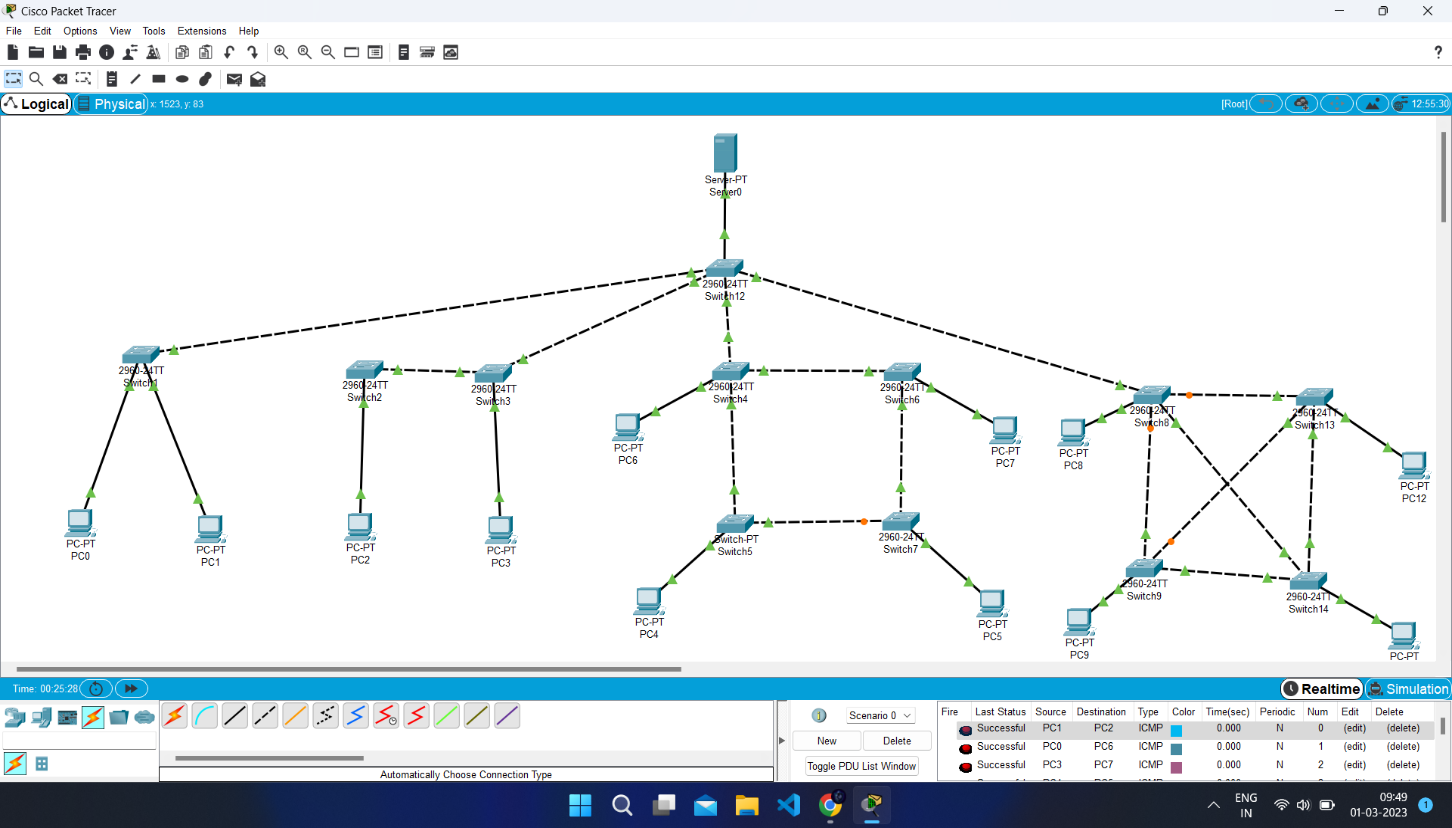 Cisco Packet Tracer
File Edit Options View Tools Extensions Help
?
Logical Physical x: 1523, y: 83 [Root] 12:55:30
Server-PT
Server0
2960-24TT
Switch12
2960-24TT
Switch1
2960-24TT
Switch2
2960-24TT
Switch3
2960-24TT
Switch4
2960-24TT
Switch6
2960-24TT
Switch8
2960-24TT
Switch13
PC-PT
PC6
PC-PT
PC7
PC-PT
PC8
PC-PT
PC12
PC-PT
PC0
PC-PT
PC1
PC-PT
PC2
PC-PT
PC3
Switch-PT
Switch5
2960-24TT
Switch7
2960-24TT
Switch9
2960-24TT
Switch14
PC-PT
PC4
PC-PT
PC5
PC-PT
PC9
PC-PT
Time: 00:25:28 Realtime Simulation
Scenario 0
New Delete
Toggle PDU List Window
Fire Last Status Source Destination Type Color Time(sec) Periodic Num Edit Delete
Successful PC1 PC2 ICMP 0.000 N 0 (edit) (delete)
Successful PC0 PC6 ICMP 0.000 N 1 (edit) (delete)
Successful PC3 PC7 ICMP 0.000 N 2 (edit) (delete)
Automatically Choose Connection Type
ENG
IN
09:49
01-03-2023
1